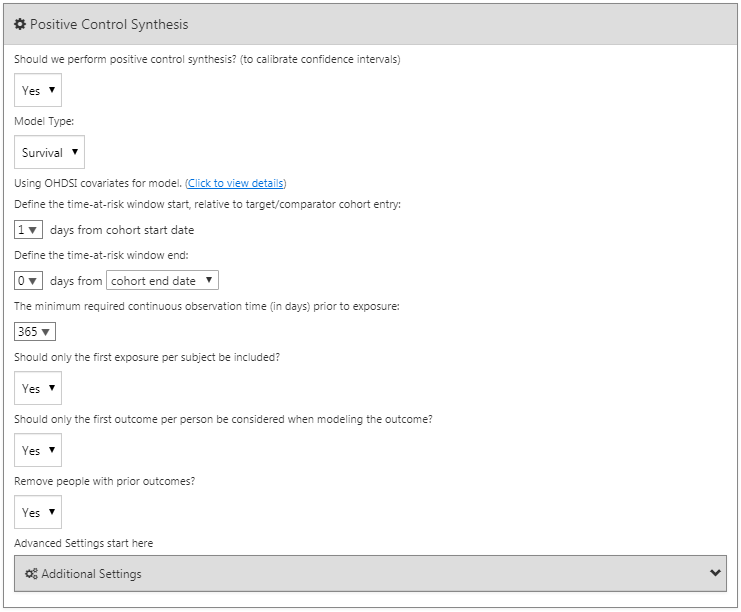 Positive Control Synthesis
Should we perform positive control synthesis? (to calibrate confidence intervals)
Yes
Model Type:
Survival
Using OHDSI covariates for model. (Click to view details)
Define the time-at-risk window start, relative to target/comparator cohort entry:
1 days from cohort start date
Define the time-at-risk window end:
0 days from cohort end date
The minimum required continuous observation time (in days) prior to exposure:
365
Should only the first exposure per subject be included?
Yes
Should only the first outcome per person be considered when modeling the outcome?
Yes
Remove people with prior outcomes?
Yes
Advanced Settings start here
Additional Settings